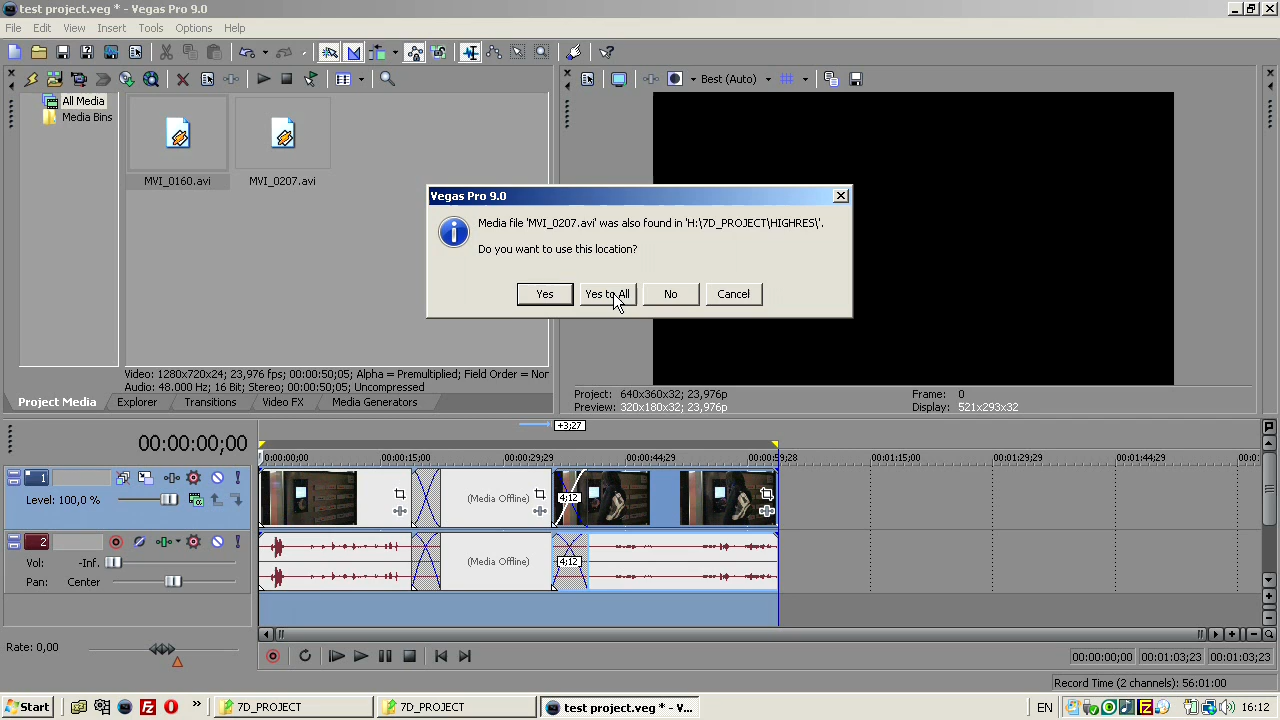 test project.veg * - Vegas Pro 9.0
File Edit View Insert Tools Options Help
Best (Auto)
All Media
Media Bins
MVI_0160.avi
MVI_0207.avi
Vegas Pro 9.0
Media file 'MVI_0207.avi' was also found in 'H:\7D_PROJECT\HIGHRES\'.
Do you want to use this location?
Yes Yes to All No Cancel
Video: 1280x720x24; 23,976 fps; 00:00:50;05; Alpha = Premultiplied; Field Order = Nor
Audio: 48.000 Hz; 16 Bit; Stereo; 00:00:50;05; Uncompressed
Project: 640x360x32; 23,976p
Preview: 320x180x32; 23,976p
Frame: 0
Display: 521x293x32
Project Media Explorer Transitions Video FX Media Generators
+3;27
00:00:00;00
00:00:00;00 00:00:15;00 00:00:29;29 00:00:44;29 00:00:59;28 00:01:15;00 00:01:29;29 00:01:44;29 00:0
1
Level: 100,0 %
(Media Offline)
4;12
2
Vol: -Inf.
Pan: Center
(Media Offline)
4;12
Rate: 0,00
00:00:00;00 00:01:03;23 00:01:03;23
Record Time (2 channels): 56:01:00
Start
»
7D_PROJECT
7D_PROJECT
test project.veg * - V...
EN
16:12